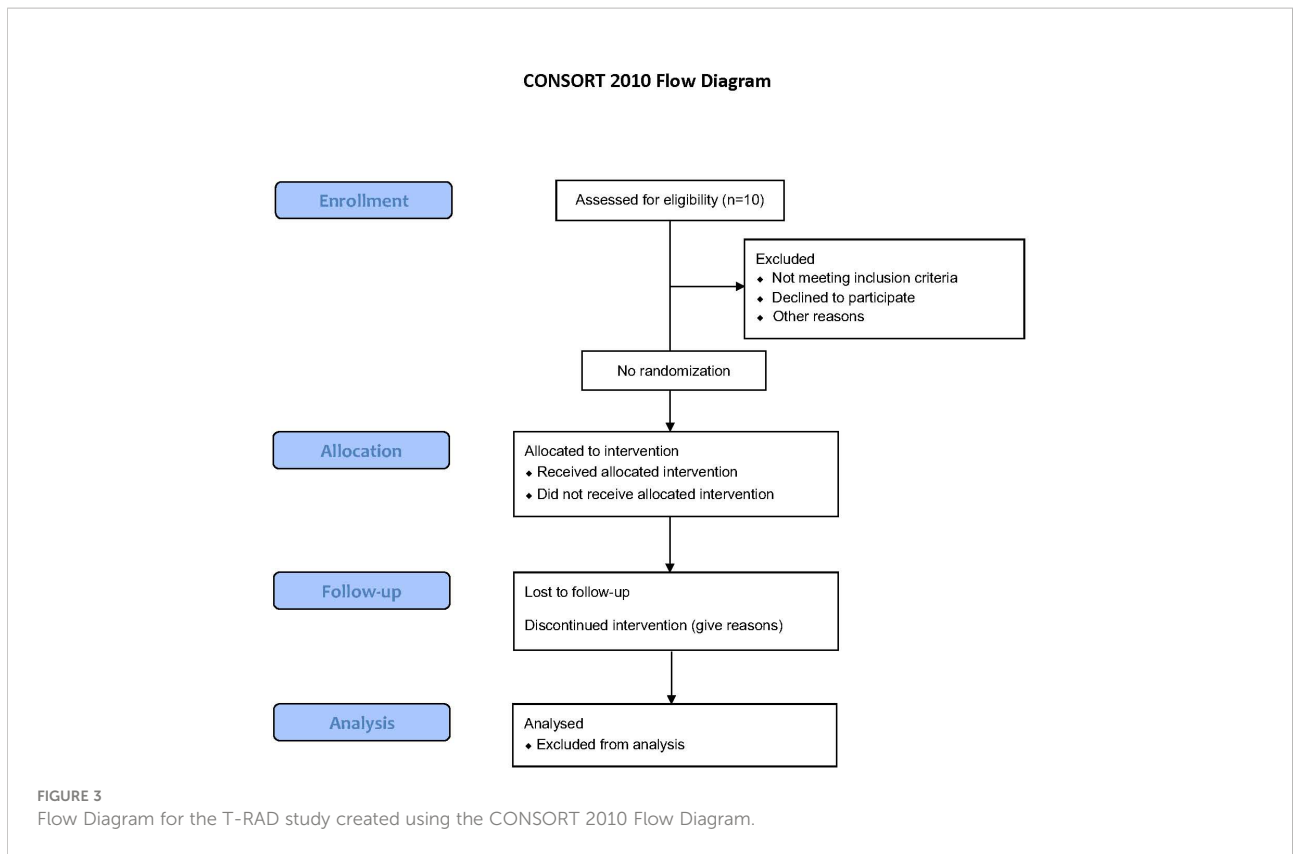 CONSORT 2010 Flow Diagram
Enrollment
Assessed for eligibility (n=10)
Excluded
◆ Not meeting inclusion criteria
◆ Declined to participate
◆ Other reasons
No randomization
Allocation
Allocated to intervention
◆ Received allocated intervention
◆ Did not receive allocated intervention
Follow-up
Lost to follow-up
Discontinued intervention (give reasons)
Analysis
Analysed
◆ Excluded from analysis
FIGURE 3
Flow Diagram for the T-RAD study created using the CONSORT 2010 Flow Diagram.